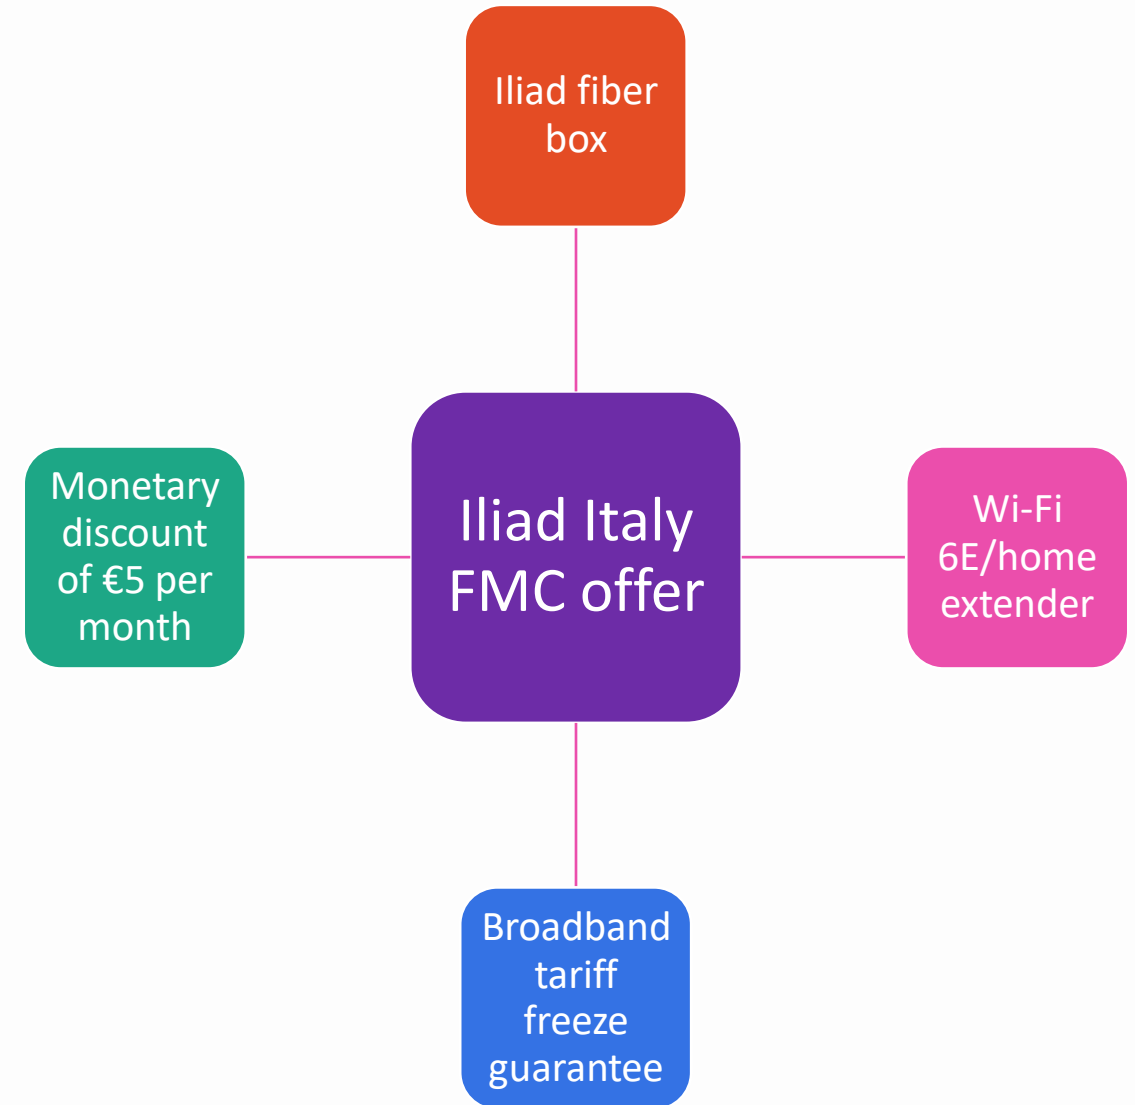 Iliad fiber
box
Monetary
discount
of €5 per
month
Iliad Italy
FMC offer
Wi-Fi
6E/home
extender
Broadband
tariff
freeze
guarantee